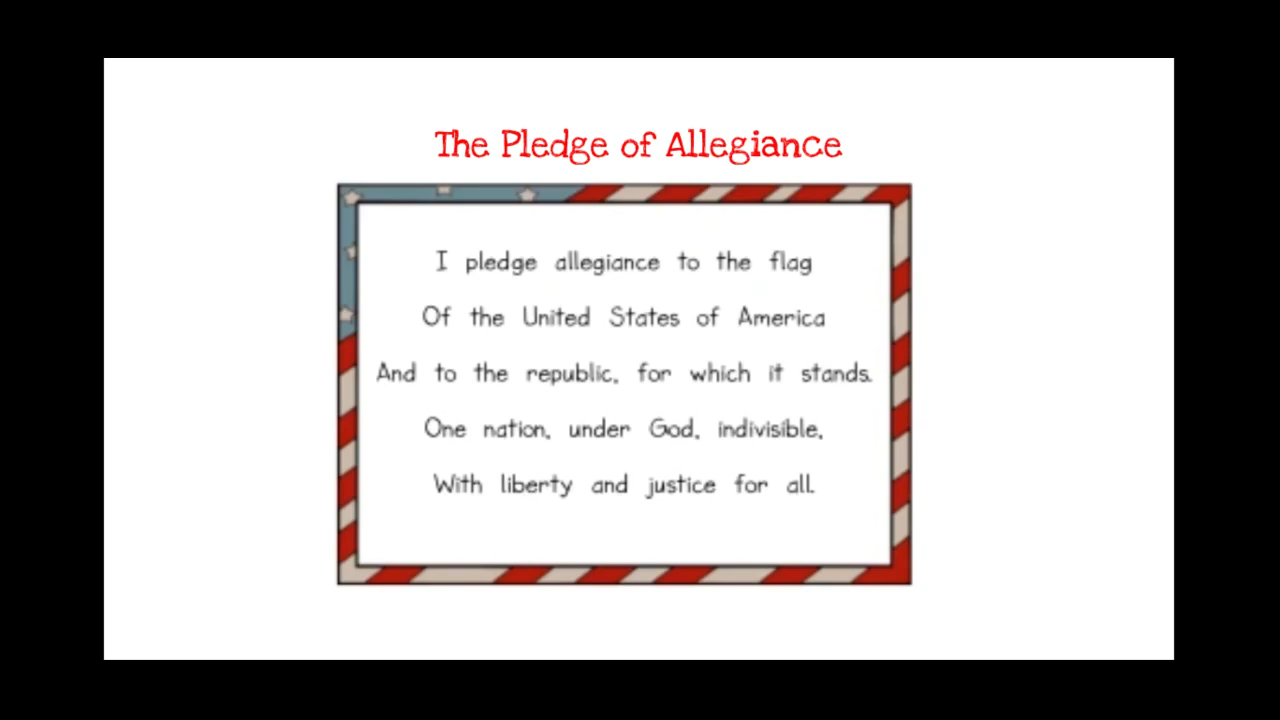 The Pledge of Allegiance
I pledge allegiance to the flag
Of the United States of America
And to the republic, for which it stands.
One nation, under God, indivisible,
With liberty and justice for all.